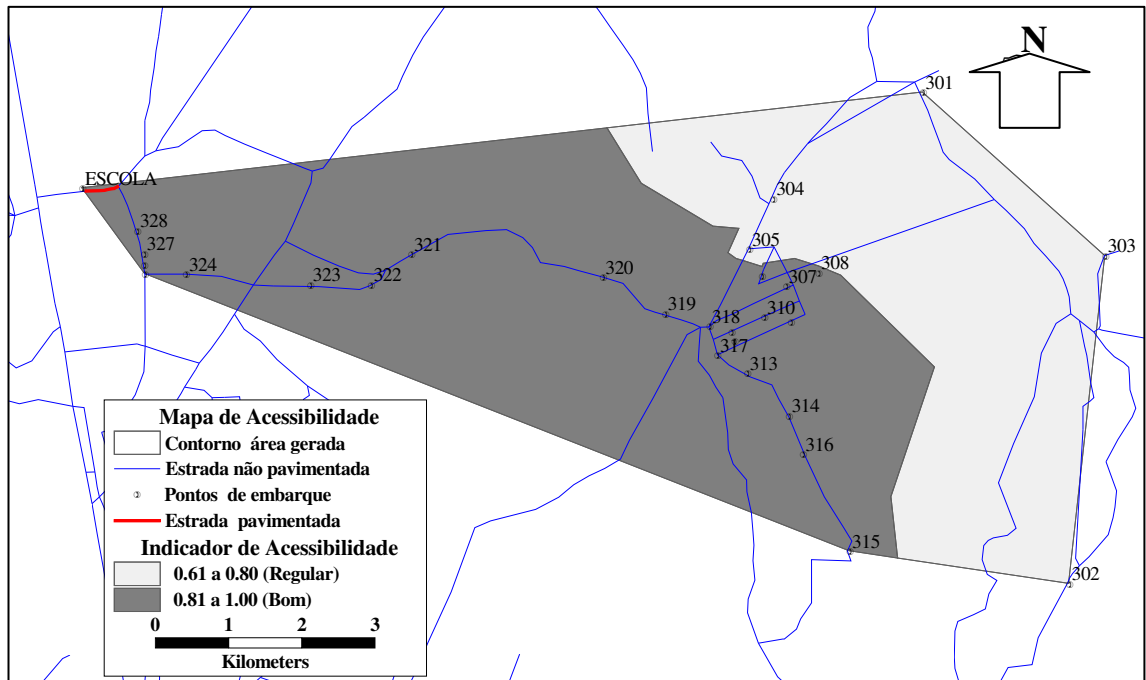 N
301
ESCOLA
304
328
305
303
327
321
308
324
323
322
320
307
319
318
310
317
313
314
316
315
302
Mapa de Acessibilidade
Contorno área gerada
Estrada não pavimentada
Pontos de embarque
Estrada pavimentada
Indicador de Acessibilidade
0.61 a 0.80 (Regular)
0.81 a 1.00 (Bom)
0 1 2 3
Kilometers